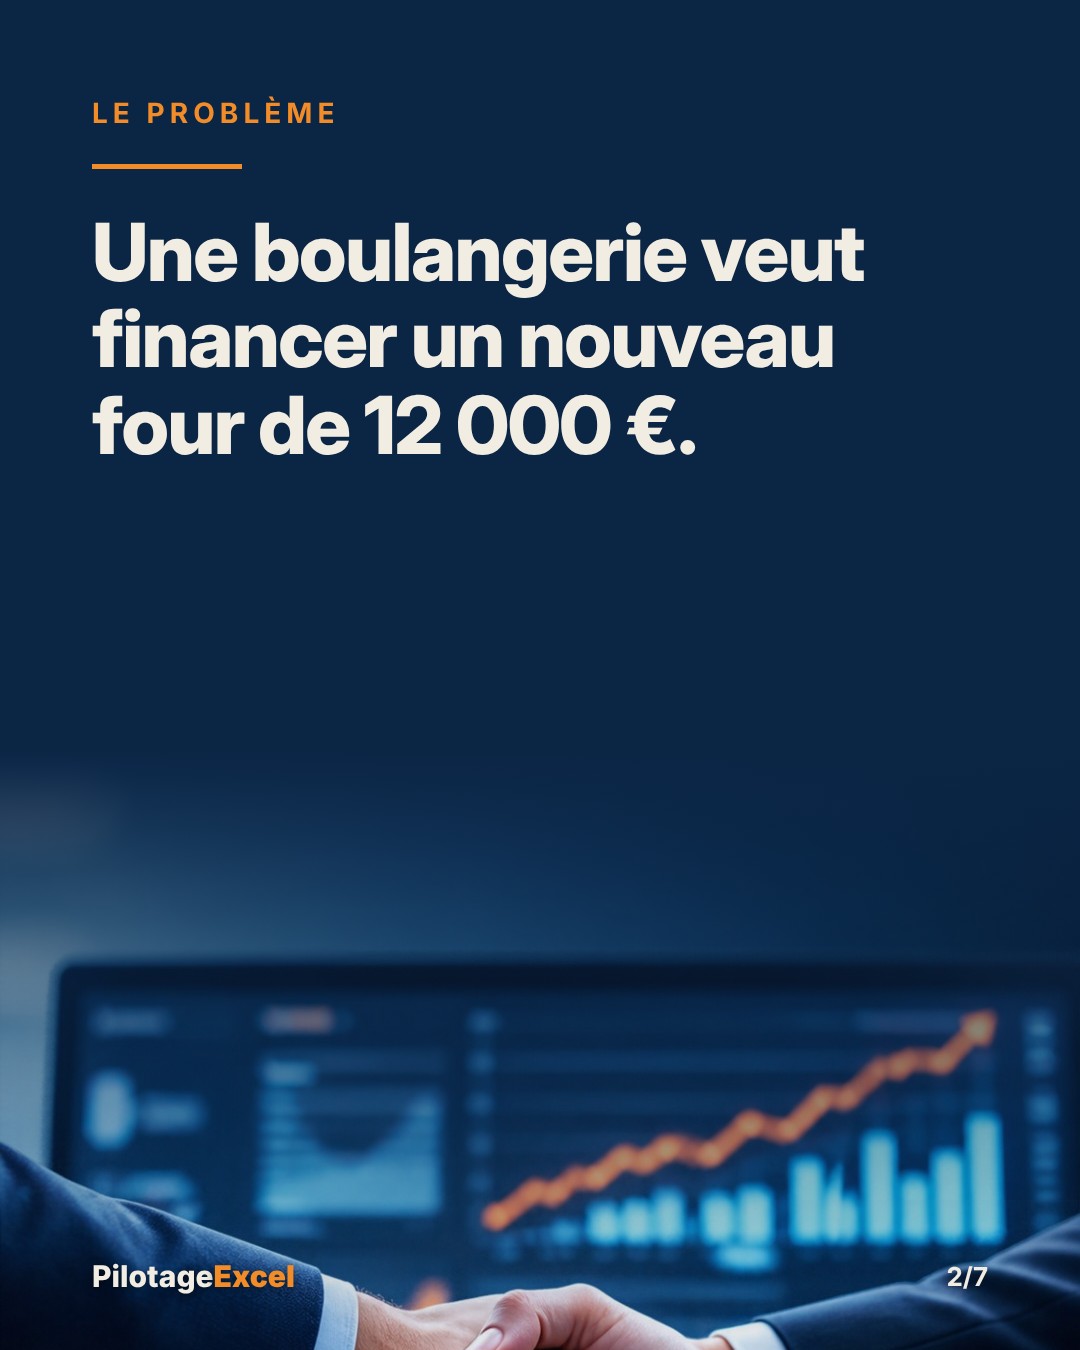 LE PROBLÈME
Une boulangerie veut
financer un nouveau
four de 12 000 €.
PilotageExcel
2/7